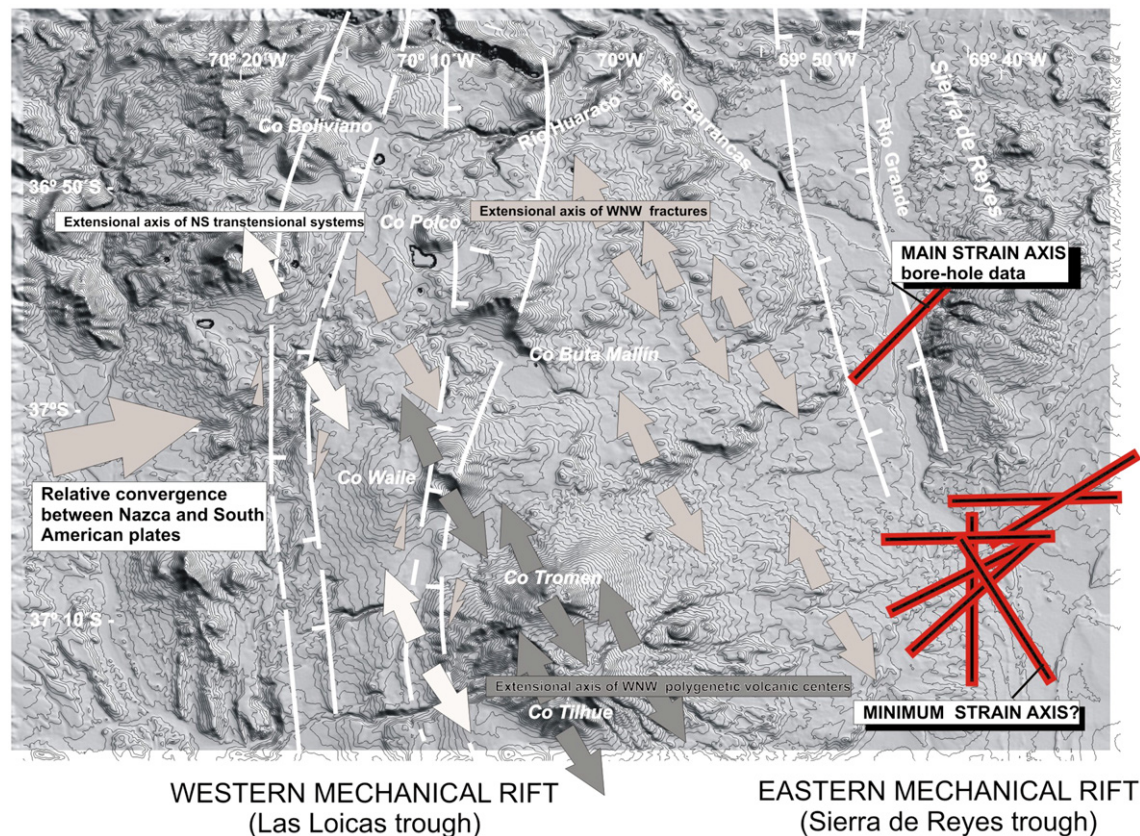 70º 20´W
70º 10´W
70ºW
69º 50´W
69º 40´W
Sierra de Reyes
Río Barrancas
Río Huaraco
Río Grande
Co Boliviano
36º 50´S -
Extensional axis of NS transtensional systems
Co Polco
Extensional axis of WNW fractures
MAIN STRAIN AXIS
bore-hole data
Co Buta Mallín
37ºS -
Co Waile
Relative convergence
between Nazca and South
American plates
Co Tromen
37º 10´S -
Extensional axis of WNW polygenetic volcanic centers
Co Tilhue
MINIMUM STRAIN AXIS?
WESTERN MECHANICAL RIFT
(Las Loicas trough)
EASTERN MECHANICAL RIFT
(Sierra de Reyes trough)